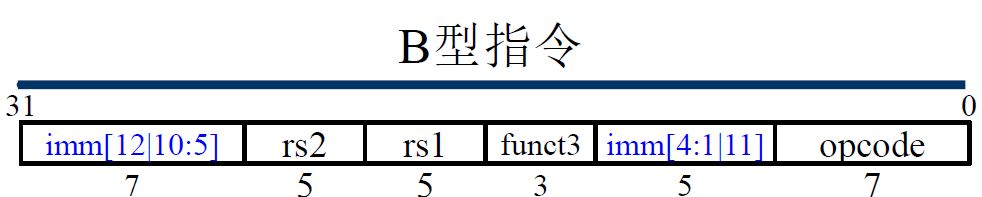 B型指令
31 0
imm[12|10:5] rs2 rs1 funct3 imm[4:1|11] opcode
7 5 5 3 5 7